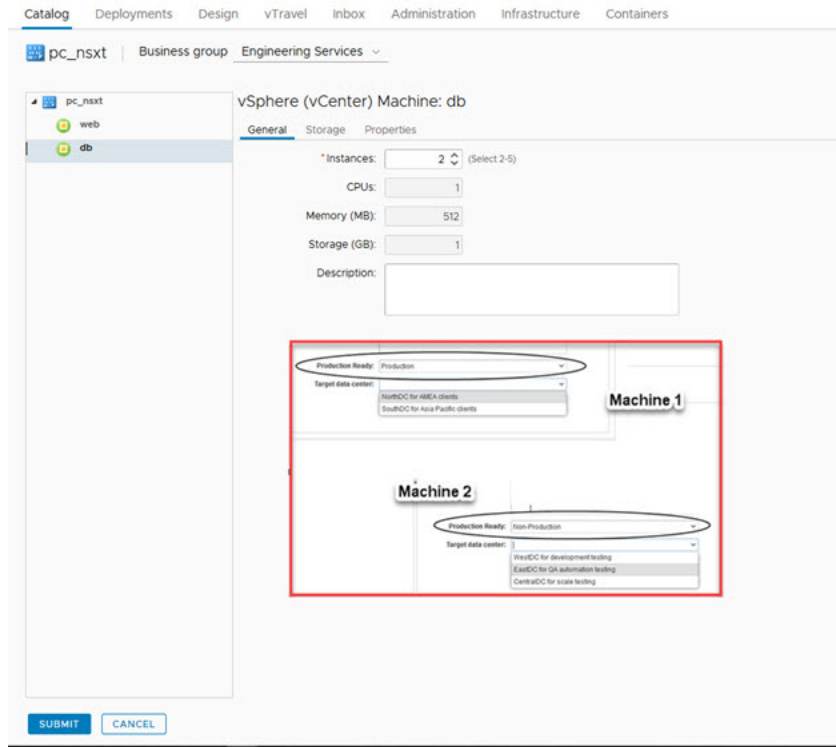 Catalog Deployments Design vTravel Inbox Administration Infrastructure Containers
pc_nsxt Business group Engineering Services
pc_nsxt
web
db
vSphere (vCenter) Machine: db
General Storage Properties
*Instances: 2 (Select 2-5)
CPUs: 1
Memory (MB): 512
Storage (GB): 1
Description:
Production Ready: Production
Target data center:
NorthDC for AMEA clients
SouthDC for Asia Pacific clients
Machine 1
Machine 2
Production Ready: Non-Production
Target data center:
WestDC for development testing
EastDC for QA automation testing
CentralDC for scale testing
SUBMIT CANCEL